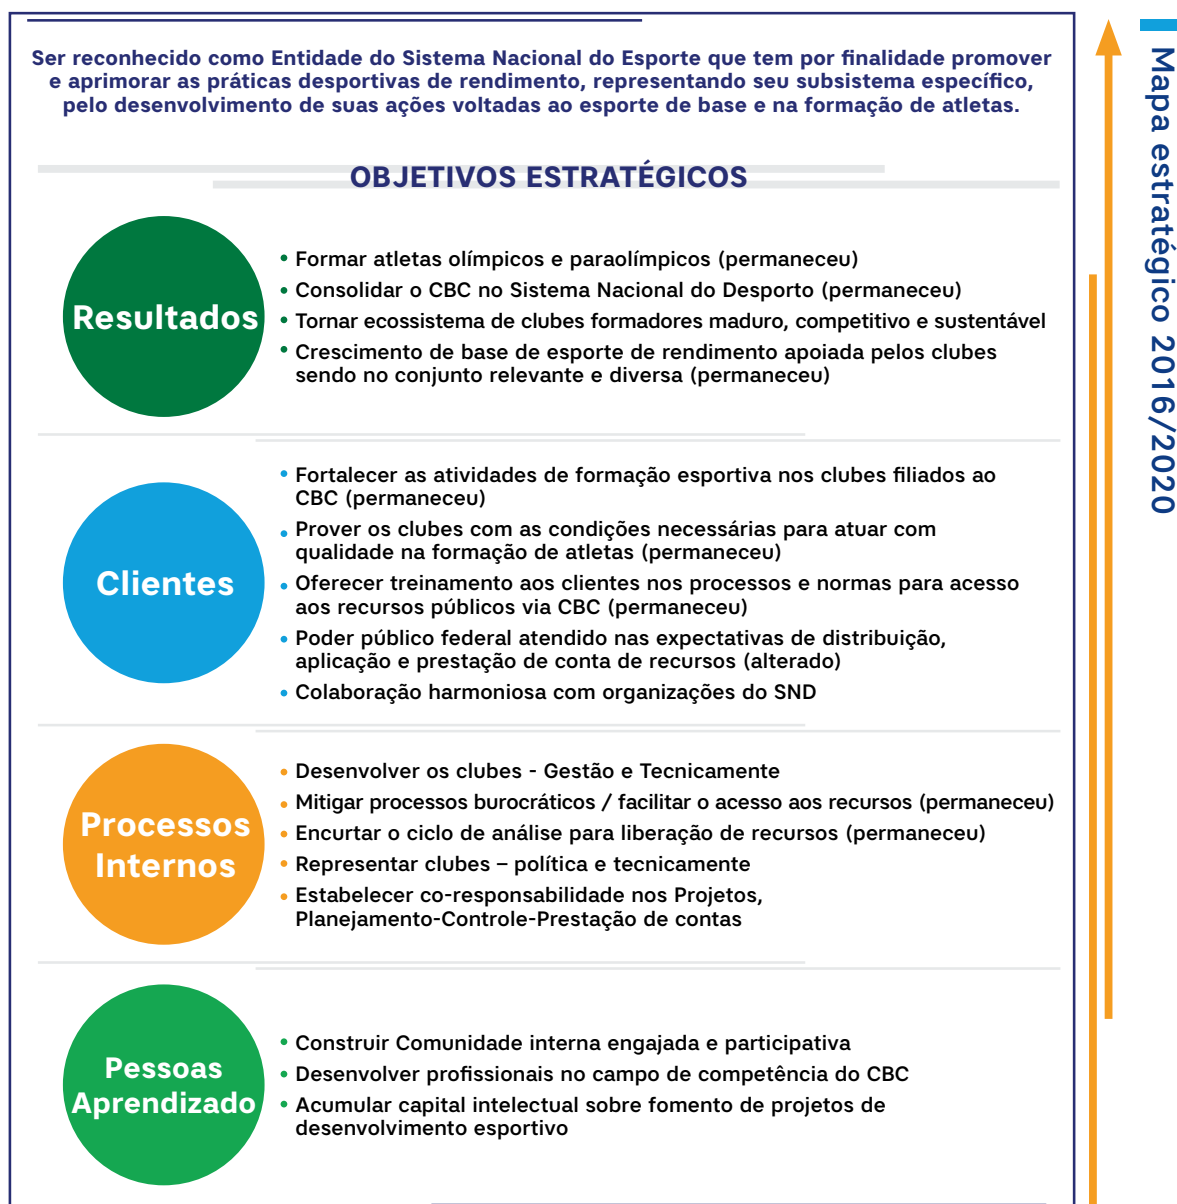 Ser reconhecido como Entidade do Sistema Nacional do Esporte que tem por finalidade promover
e aprimorar as práticas desportivas de rendimento, representando seu subsistema específico,
pelo desenvolvimento de suas ações voltadas ao esporte de base e na formação de atletas.
OBJETIVOS ESTRATÉGICOS
Resultados
• Formar atletas olímpicos e paraolímpicos (permaneceu)
• Consolidar o CBC no Sistema Nacional do Desporto (permaneceu)
• Tornar ecossistema de clubes formadores maduro, competitivo e sustentável
• Crescimento de base de esporte de rendimento apoiada pelos clubes
sendo no conjunto relevante e diversa (permaneceu)
Clientes
• Fortalecer as atividades de formação esportiva nos clubes filiados ao
CBC (permaneceu)
• Prover os clubes com as condições necessárias para atuar com
qualidade na formação de atletas (permaneceu)
• Oferecer treinamento aos clientes nos processos e normas para acesso
aos recursos públicos via CBC (permaneceu)
• Poder público federal atendido nas expectativas de distribuição,
aplicação e prestação de conta de recursos (alterado)
• Colaboração harmoniosa com organizações do SND
Processos
Internos
• Desenvolver os clubes - Gestão e Tecnicamente
• Mitigar processos burocráticos / facilitar o acesso aos recursos (permaneceu)
• Encurtar o ciclo de análise para liberação de recursos (permaneceu)
• Representar clubes – política e tecnicamente
• Estabelecer co-responsabilidade nos Projetos,
Planejamento-Controle-Prestação de contas
Pessoas
Aprendizado
• Construir Comunidade interna engajada e participativa
• Desenvolver profissionais no campo de competência do CBC
• Acumular capital intelectual sobre fomento de projetos de
desenvolvimento esportivo
Mapa estratégico 2016/2020